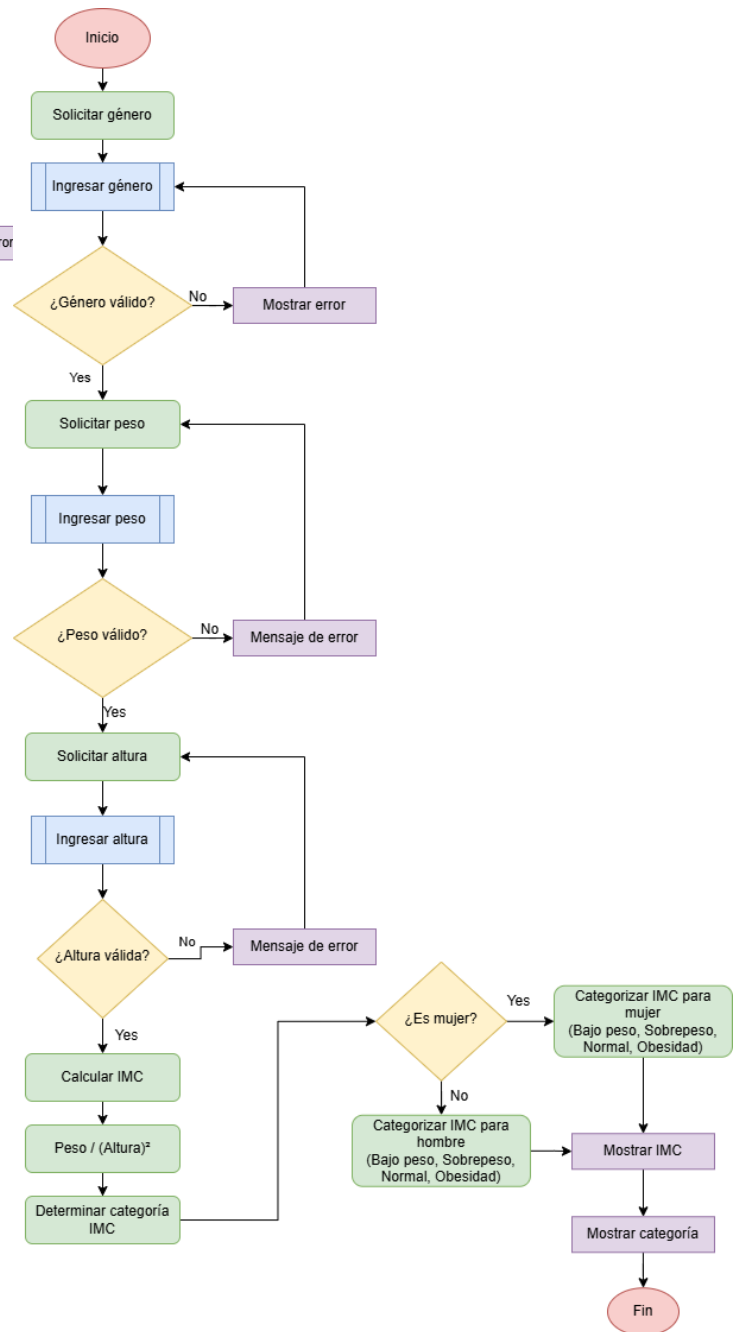 Inicio
Solicitar género
Ingresar género
ror
¿Género válido?
No
Mostrar error
Yes
Solicitar peso
Ingresar peso
¿Peso válido?
No
Mensaje de error
Yes
Solicitar altura
Ingresar altura
¿Altura válida?
No
Mensaje de error
Yes
Calcular IMC
Peso / (Altura)²
Determinar categoría
IMC
¿Es mujer?
Yes
Categorizar IMC para
mujer
(Bajo peso, Sobrepeso,
Normal, Obesidad)
No
Categorizar IMC para
hombre
(Bajo peso, Sobrepeso,
Normal, Obesidad)
Mostrar IMC
Mostrar categoría
Fin